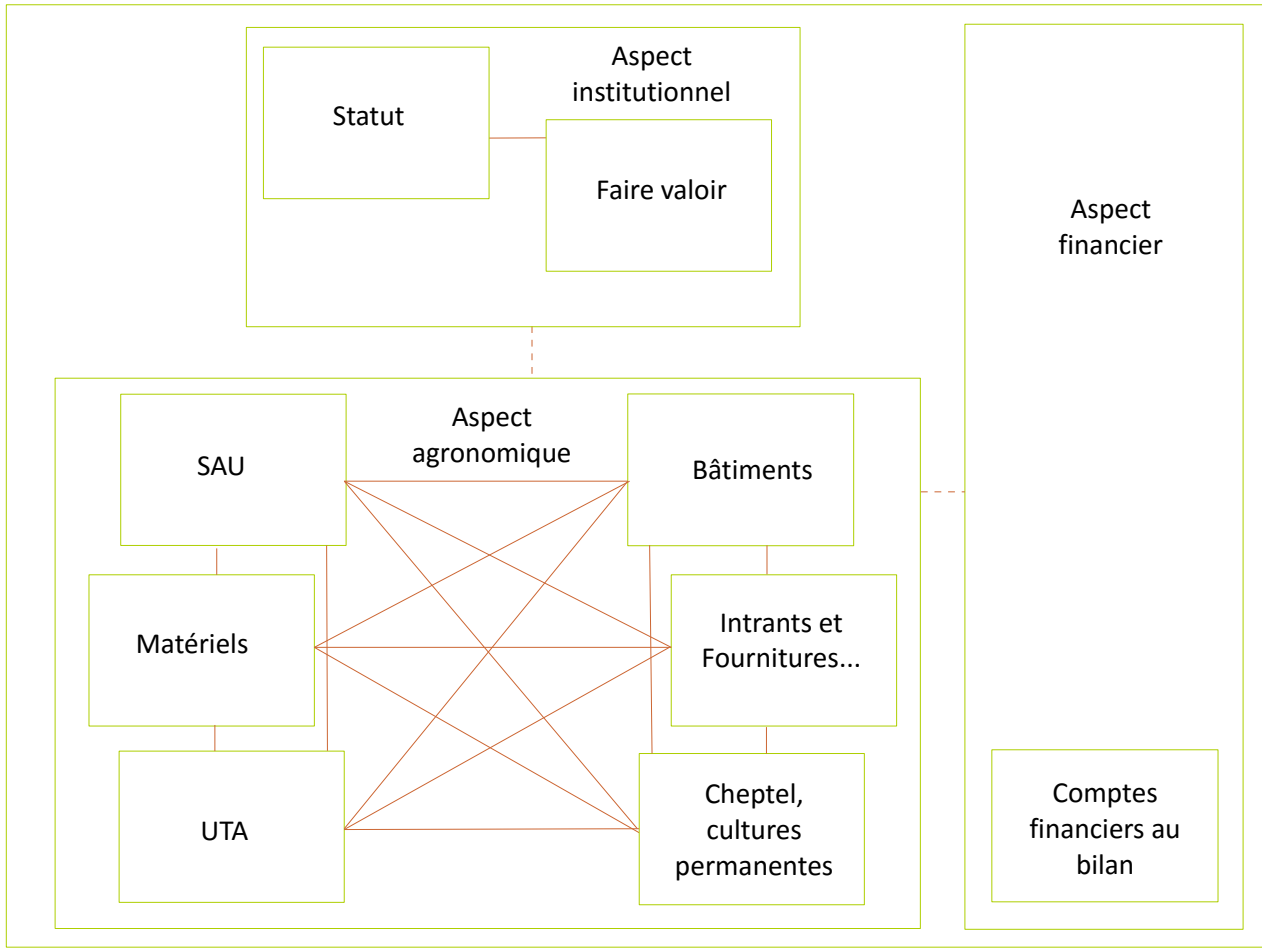 Aspect
institutionnel
Statut
Faire valoir
Aspect
financier
Aspect
agronomique
SAU
Bâtiments
Matériels
Intrants et
Fournitures...
UTA
Cheptel,
cultures
permanentes
Comptes
financiers au
bilan